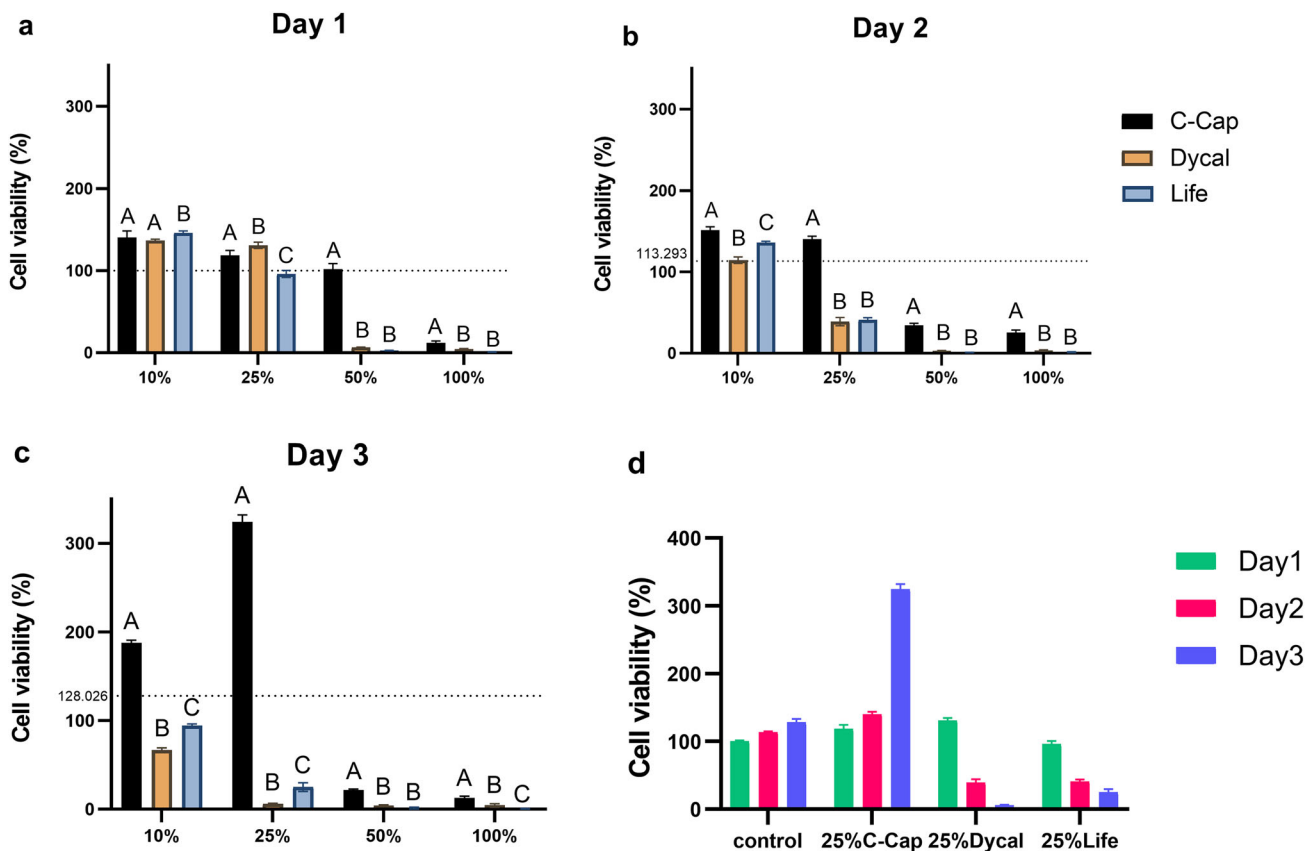 a
Day 1
Cell viability (%)
300
200
100
0
A A B
A B C
A B B
A B B
10% 25% 50% 100%
b
Day 2
Cell viability (%)
300
200
113.293
100
0
A B C
A B B
A B B
A B B
10% 25% 50% 100%
C-Cap
Dycal
Life
c
Day 3
Cell viability (%)
300
200
128.026
100
0
A B C
A B C
A B B
A B C
10% 25% 50% 100%
d
Cell viability (%)
400
300
200
100
0
control 25%C-Cap 25%Dycal 25%Life
Day1
Day2
Day3